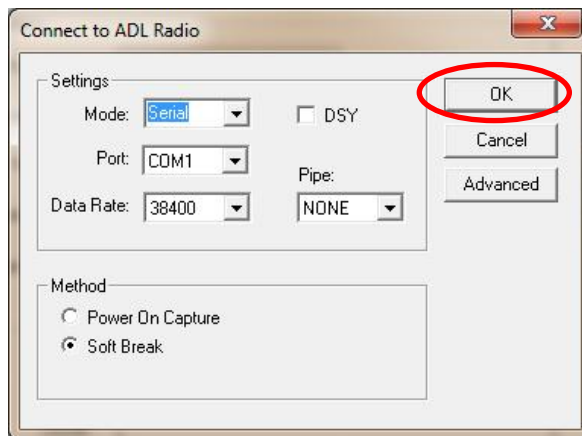 Connect to ADL Radio
Settings
Mode: Serial
DSY
Port: COM1
Pipe:
Data Rate: 38400
NONE
OK
Cancel
Advanced
Method
Power On Capture
Soft Break